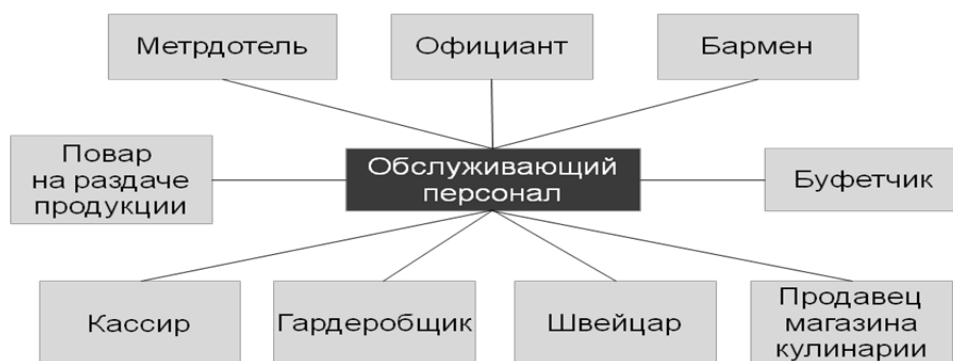 Метрдотель
Официант
Бармен
Повар
на раздаче
продукции
Обслуживающий
персонал
Буфетчик
Кассир
Гардеробщик
Швейцар
Продавец
магазина
кулинарии